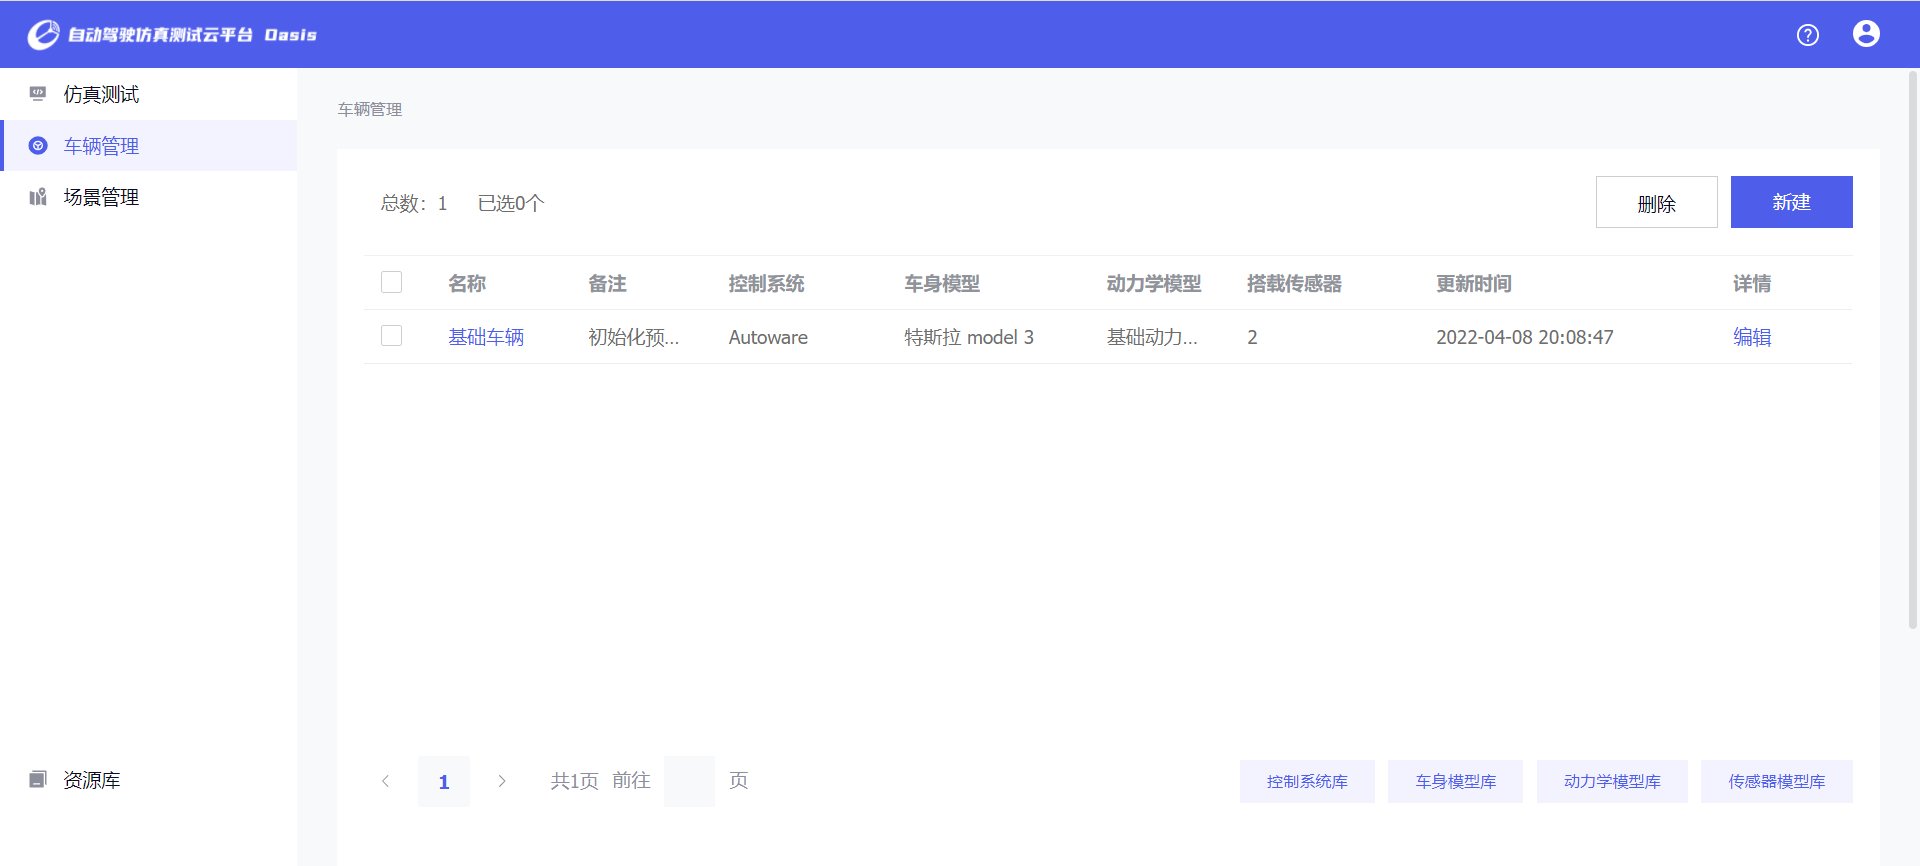 自动驾驶仿真测试云平台 Oasis
仿真测试
车辆管理
场景管理
资源库
车辆管理
总数：1 已选0个
删除 新建
名称 备注 控制系统 车身模型 动力学模型 搭载传感器 更新时间 详情
基础车辆 初始化预... Autoware 特斯拉 model 3 基础动力... 2 2022-04-08 20:08:47 编辑
1 共1页 前往 页
控制系统库 车身模型库 动力学模型库 传感器模型库